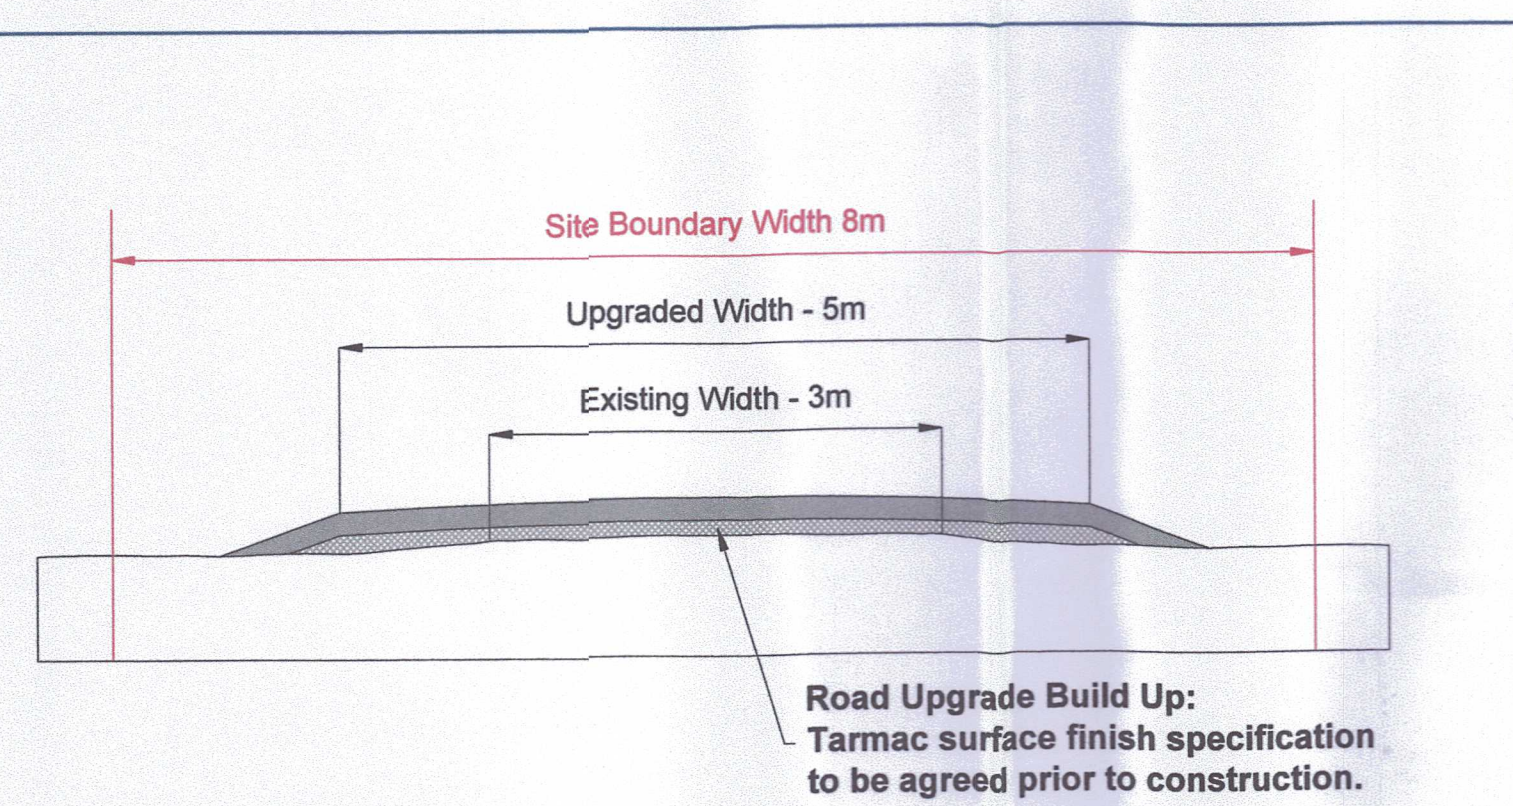 Site Boundary Width 8m
Upgraded Width - 5m
Existing Width - 3m
Road Upgrade Build Up:
Tarmac surface finish specification
to be agreed prior to construction.